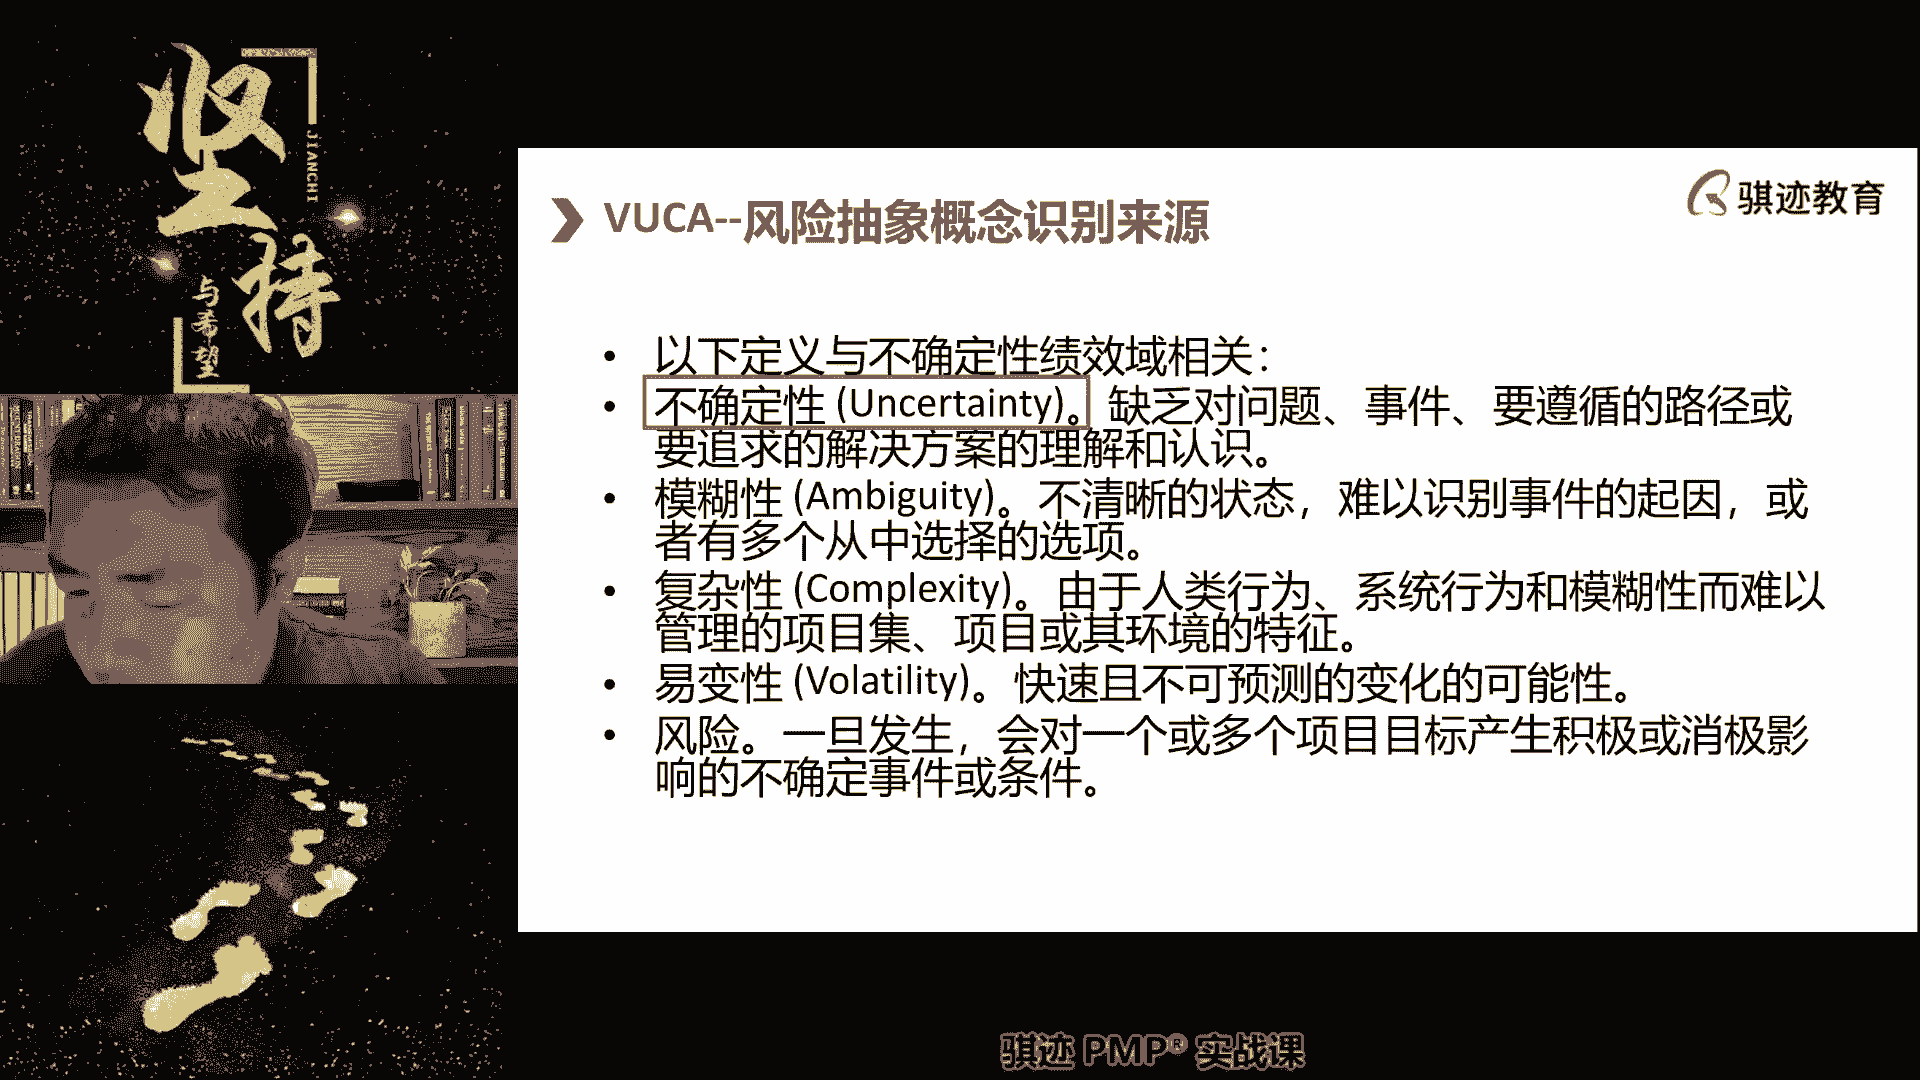 坚持
JIANCHI
与希望
骐迹教育
VUCA--风险抽象概念识别来源
• 以下定义与不确定性绩效域相关：
• 不确定性 (Uncertainty)。缺乏对问题、事件、要遵循的路径或
要追求的解决方案的理解和认识。
• 模糊性 (Ambiguity)。不清晰的状态，难以识别事件的起因，或
者有多个从中选择的选项。
• 复杂性 (Complexity)。由于人类行为、系统行为和模糊性而难以
管理的项目集、项目或其环境的特征。
• 易变性 (Volatility)。快速且不可预测的变化的可能性。
• 风险。一旦发生，会对一个或多个项目目标产生积极或消极影
响的不确定事件或条件。
骐迹 PMP® 实战课